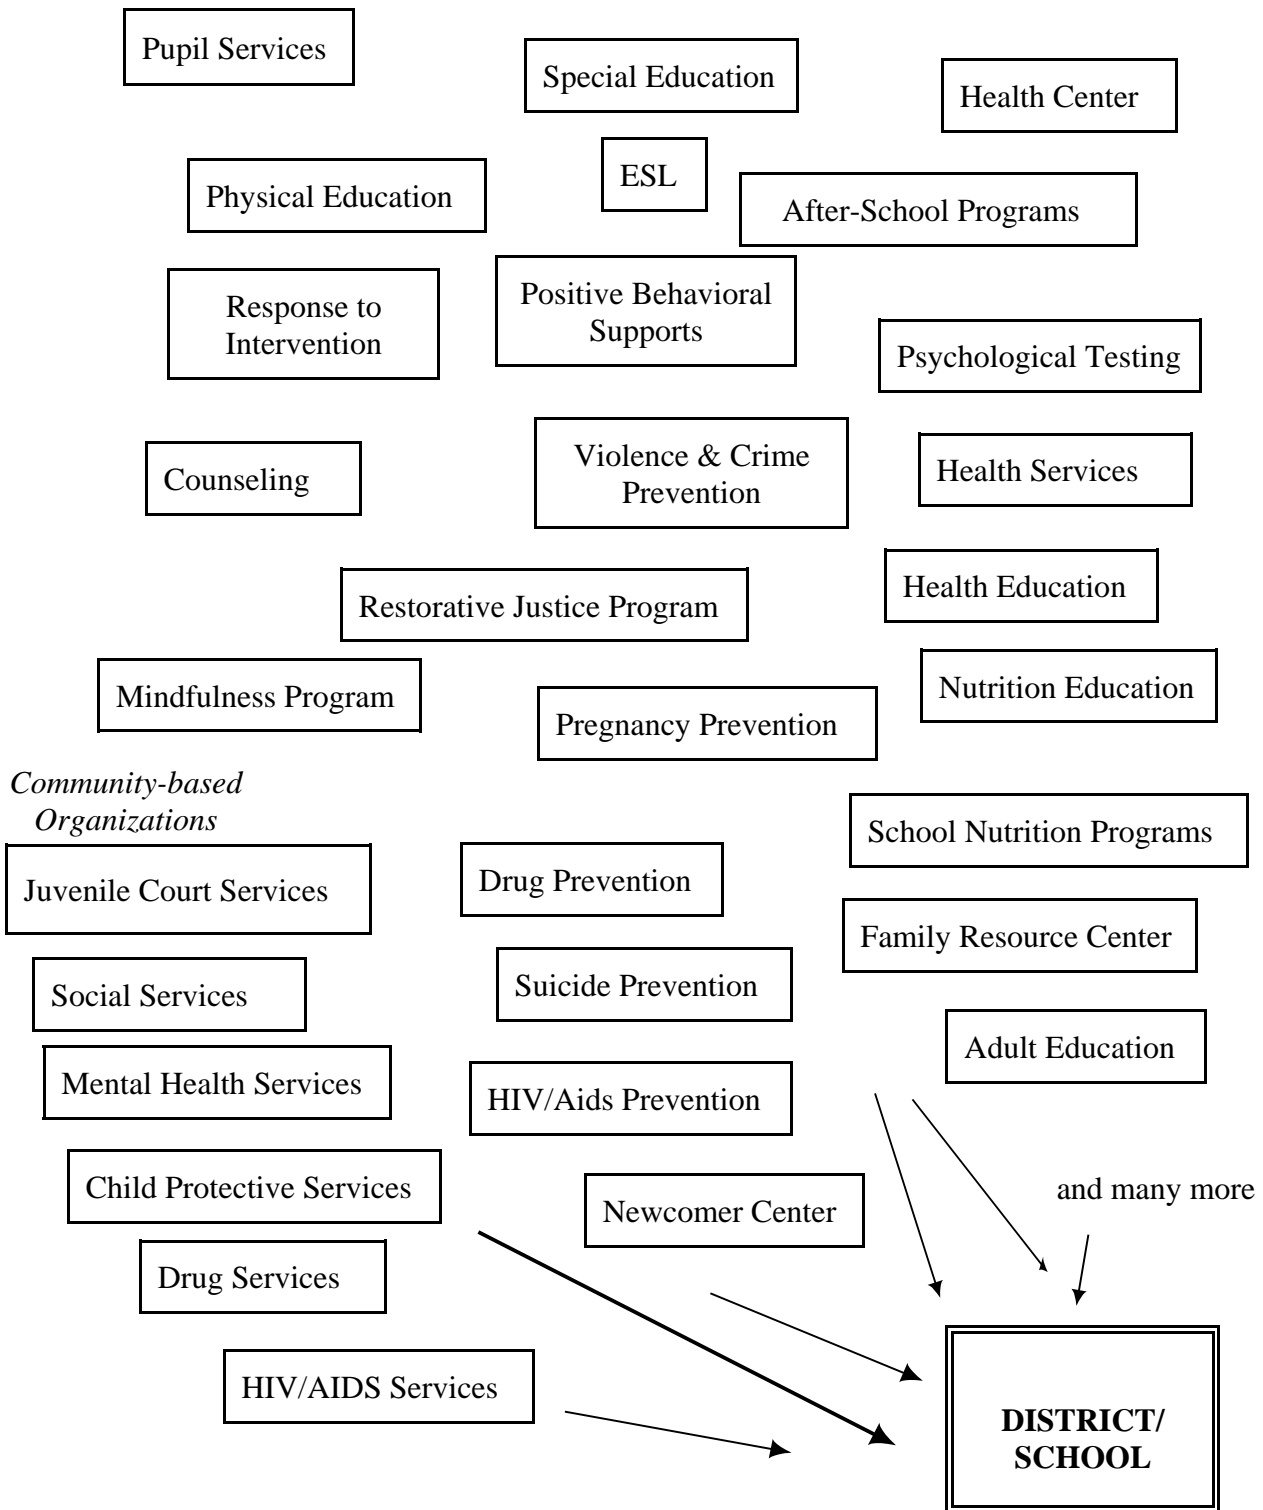 Pupil Services
Special Education
Health Center
ESL
Physical Education
After-School Programs
Response to
Intervention
Positive Behavioral
Supports
Psychological Testing
Counseling
Violence & Crime
Prevention
Health Services
Restorative Justice Program
Health Education
Mindfulness Program
Pregnancy Prevention
Nutrition Education
Community-based
Organizations
School Nutrition Programs
Juvenile Court Services
Drug Prevention
Family Resource Center
Social Services
Suicide Prevention
Adult Education
Mental Health Services
HIV/Aids Prevention
Child Protective Services
Newcomer Center
and many more
Drug Services
HIV/AIDS Services
DISTRICT/
SCHOOL